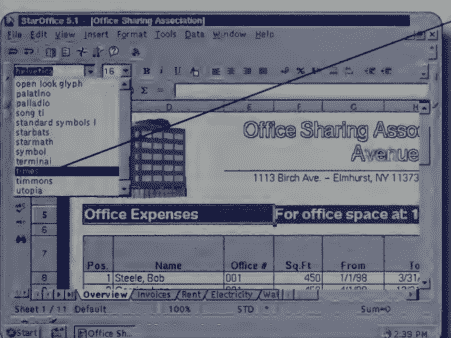 StarOffice 5.1 - [Office Sharing Association]
File Edit View Insert Format Tools Data Window Help
16 B i U
open look glyph
palatino
palladio
song ti
standard symbols l
starbats
starmath
symbol
terminal
times
timmons
utopia
D E F G
Office Sharing Assoc
Avenue
1113 Birch Ave. - Elmhurst, NY 11373
5 Office Expenses For office space at: 1
6
7 Pos. Name Office # Sq.Ft From To
8 1 Steele, Bob 001 450 1/1/98 3/31/
Overview Invoices Rent Electricity
Sheet 1 / 11 Default 100% STD * Sum=0
Start Office Sh... 2:39 PM